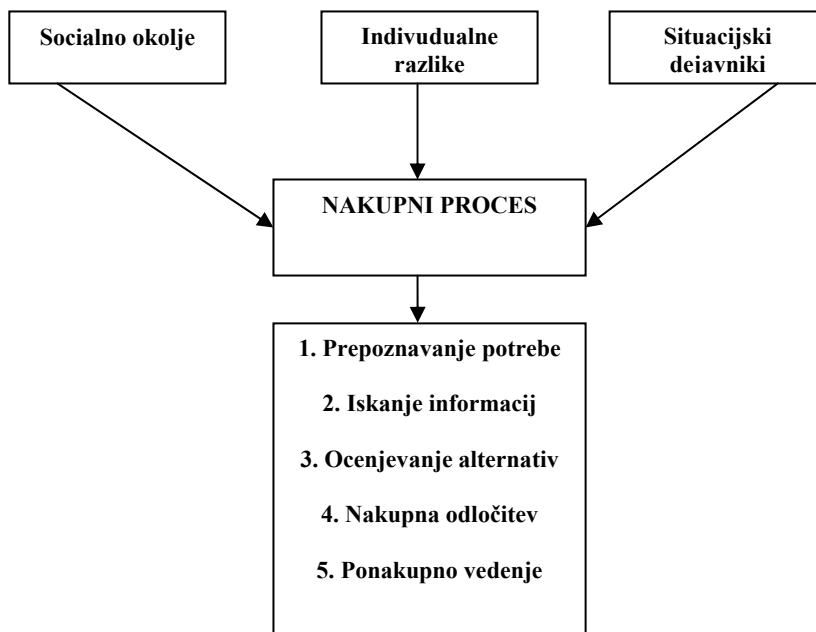 Socialno okolje
Indivudualne
razlike
Situacijski
dejavniki
NAKUPNI PROCES
1. Prepoznavanje potrebe
2. Iskanje informacij
3. Ocenjevanje alternativ
4. Nakupna odločitev
5. Ponakupno vedenje